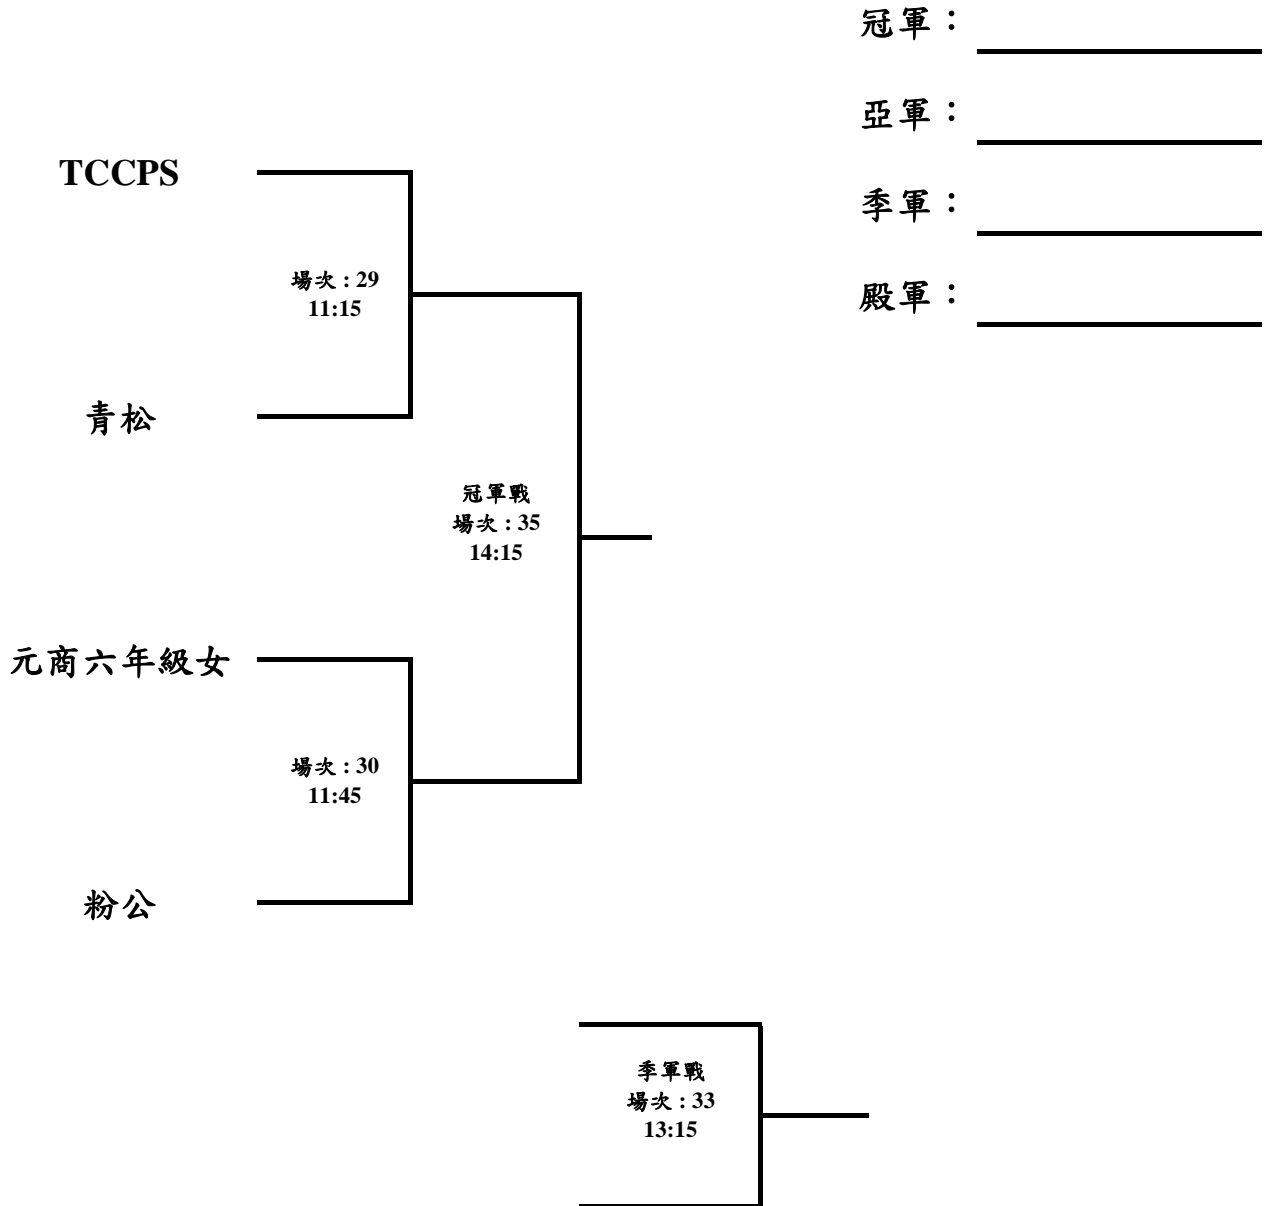 冠軍：
亞軍：
季軍：
殿軍：
TCCPS
場次 : 29
11:15
青松
冠軍戰
場次 : 35
14:15
元商六年級女
場次 : 30
11:45
粉公
季軍戰
場次 : 33
13:15